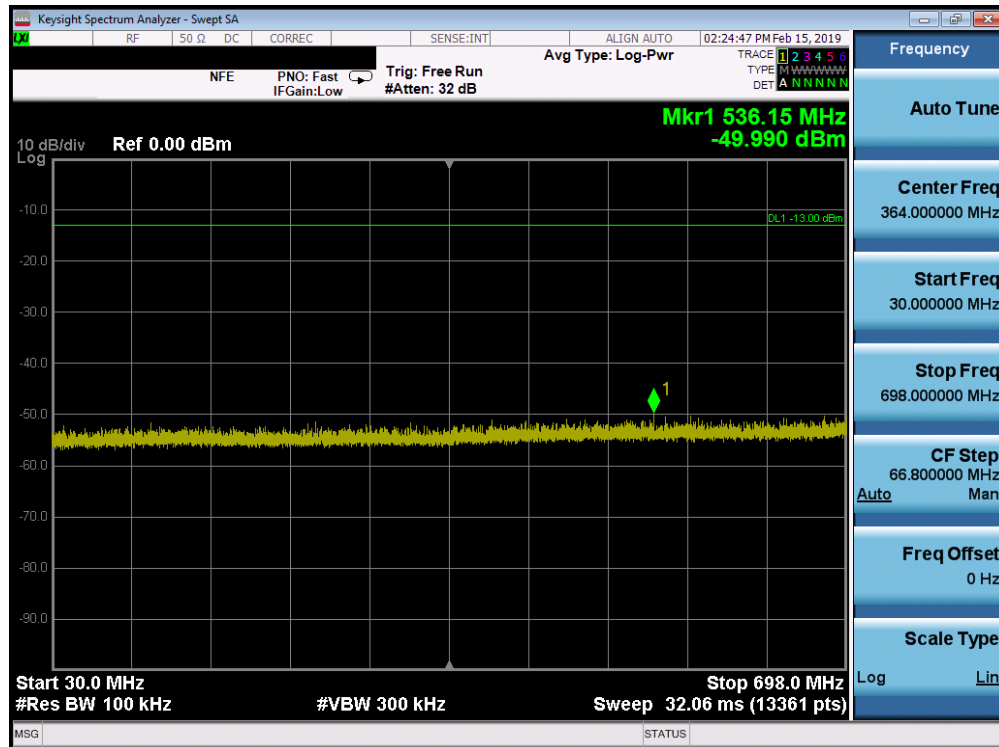 Keysight Spectrum Analyzer - Swept SA
LXI RF 50 Ω DC CORREC SENSE:INT ALIGN AUTO 02:24:47 PM Feb 15, 2019
Avg Type: Log-Pwr TRACE 1 2 3 4 5 6
NFE PNO: Fast Trig: Free Run TYPE M WWWWW
IFGain:Low #Atten: 32 dB DET A N N N N N
Mkr1 536.15 MHz
-49.990 dBm
10 dB/div Ref 0.00 dBm
Log
-10.0
DL1 -13.00 dBm
-20.0
-30.0
-40.0
1
-50.0
-60.0
-70.0
-80.0
-90.0
Start 30.0 MHz Stop 698.0 MHz
#Res BW 100 kHz #VBW 300 kHz Sweep 32.06 ms (13361 pts)
MSG STATUS
Frequency
Auto Tune
Center Freq
364.000000 MHz
Start Freq
30.000000 MHz
Stop Freq
698.000000 MHz
CF Step
66.800000 MHz
Auto Man
Freq Offset
0 Hz
Scale Type
Log Lin